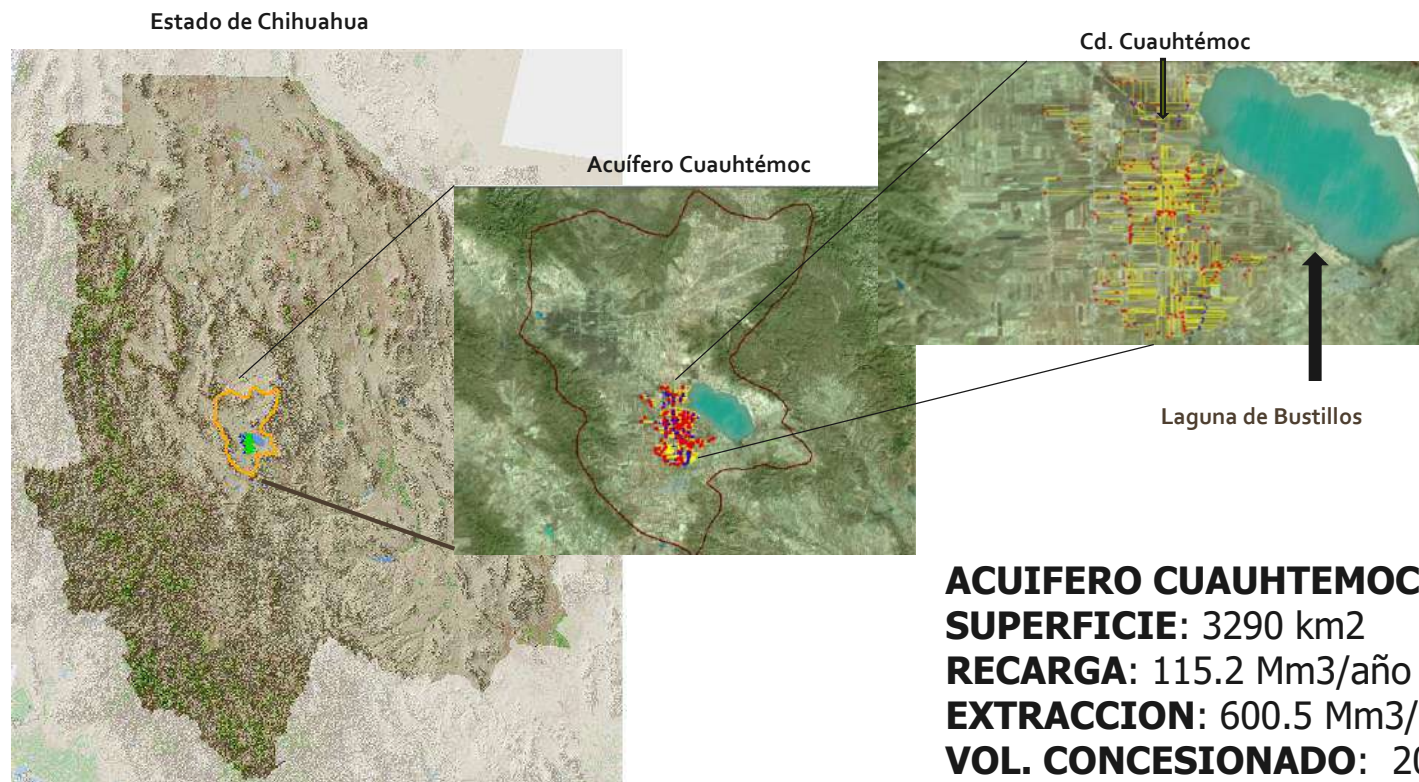 Estado de Chihuahua
Cd. Cuauhtémoc
Acuífero Cuauhtémoc
Laguna de Bustillos
ACUIFERO CUAUHTEMOC
SUPERFICIE: 3290 km2
RECARGA: 115.2 Mm3/año
EXTRACCION: 600.5 Mm3/
VOL. CONCESIONADO: 20